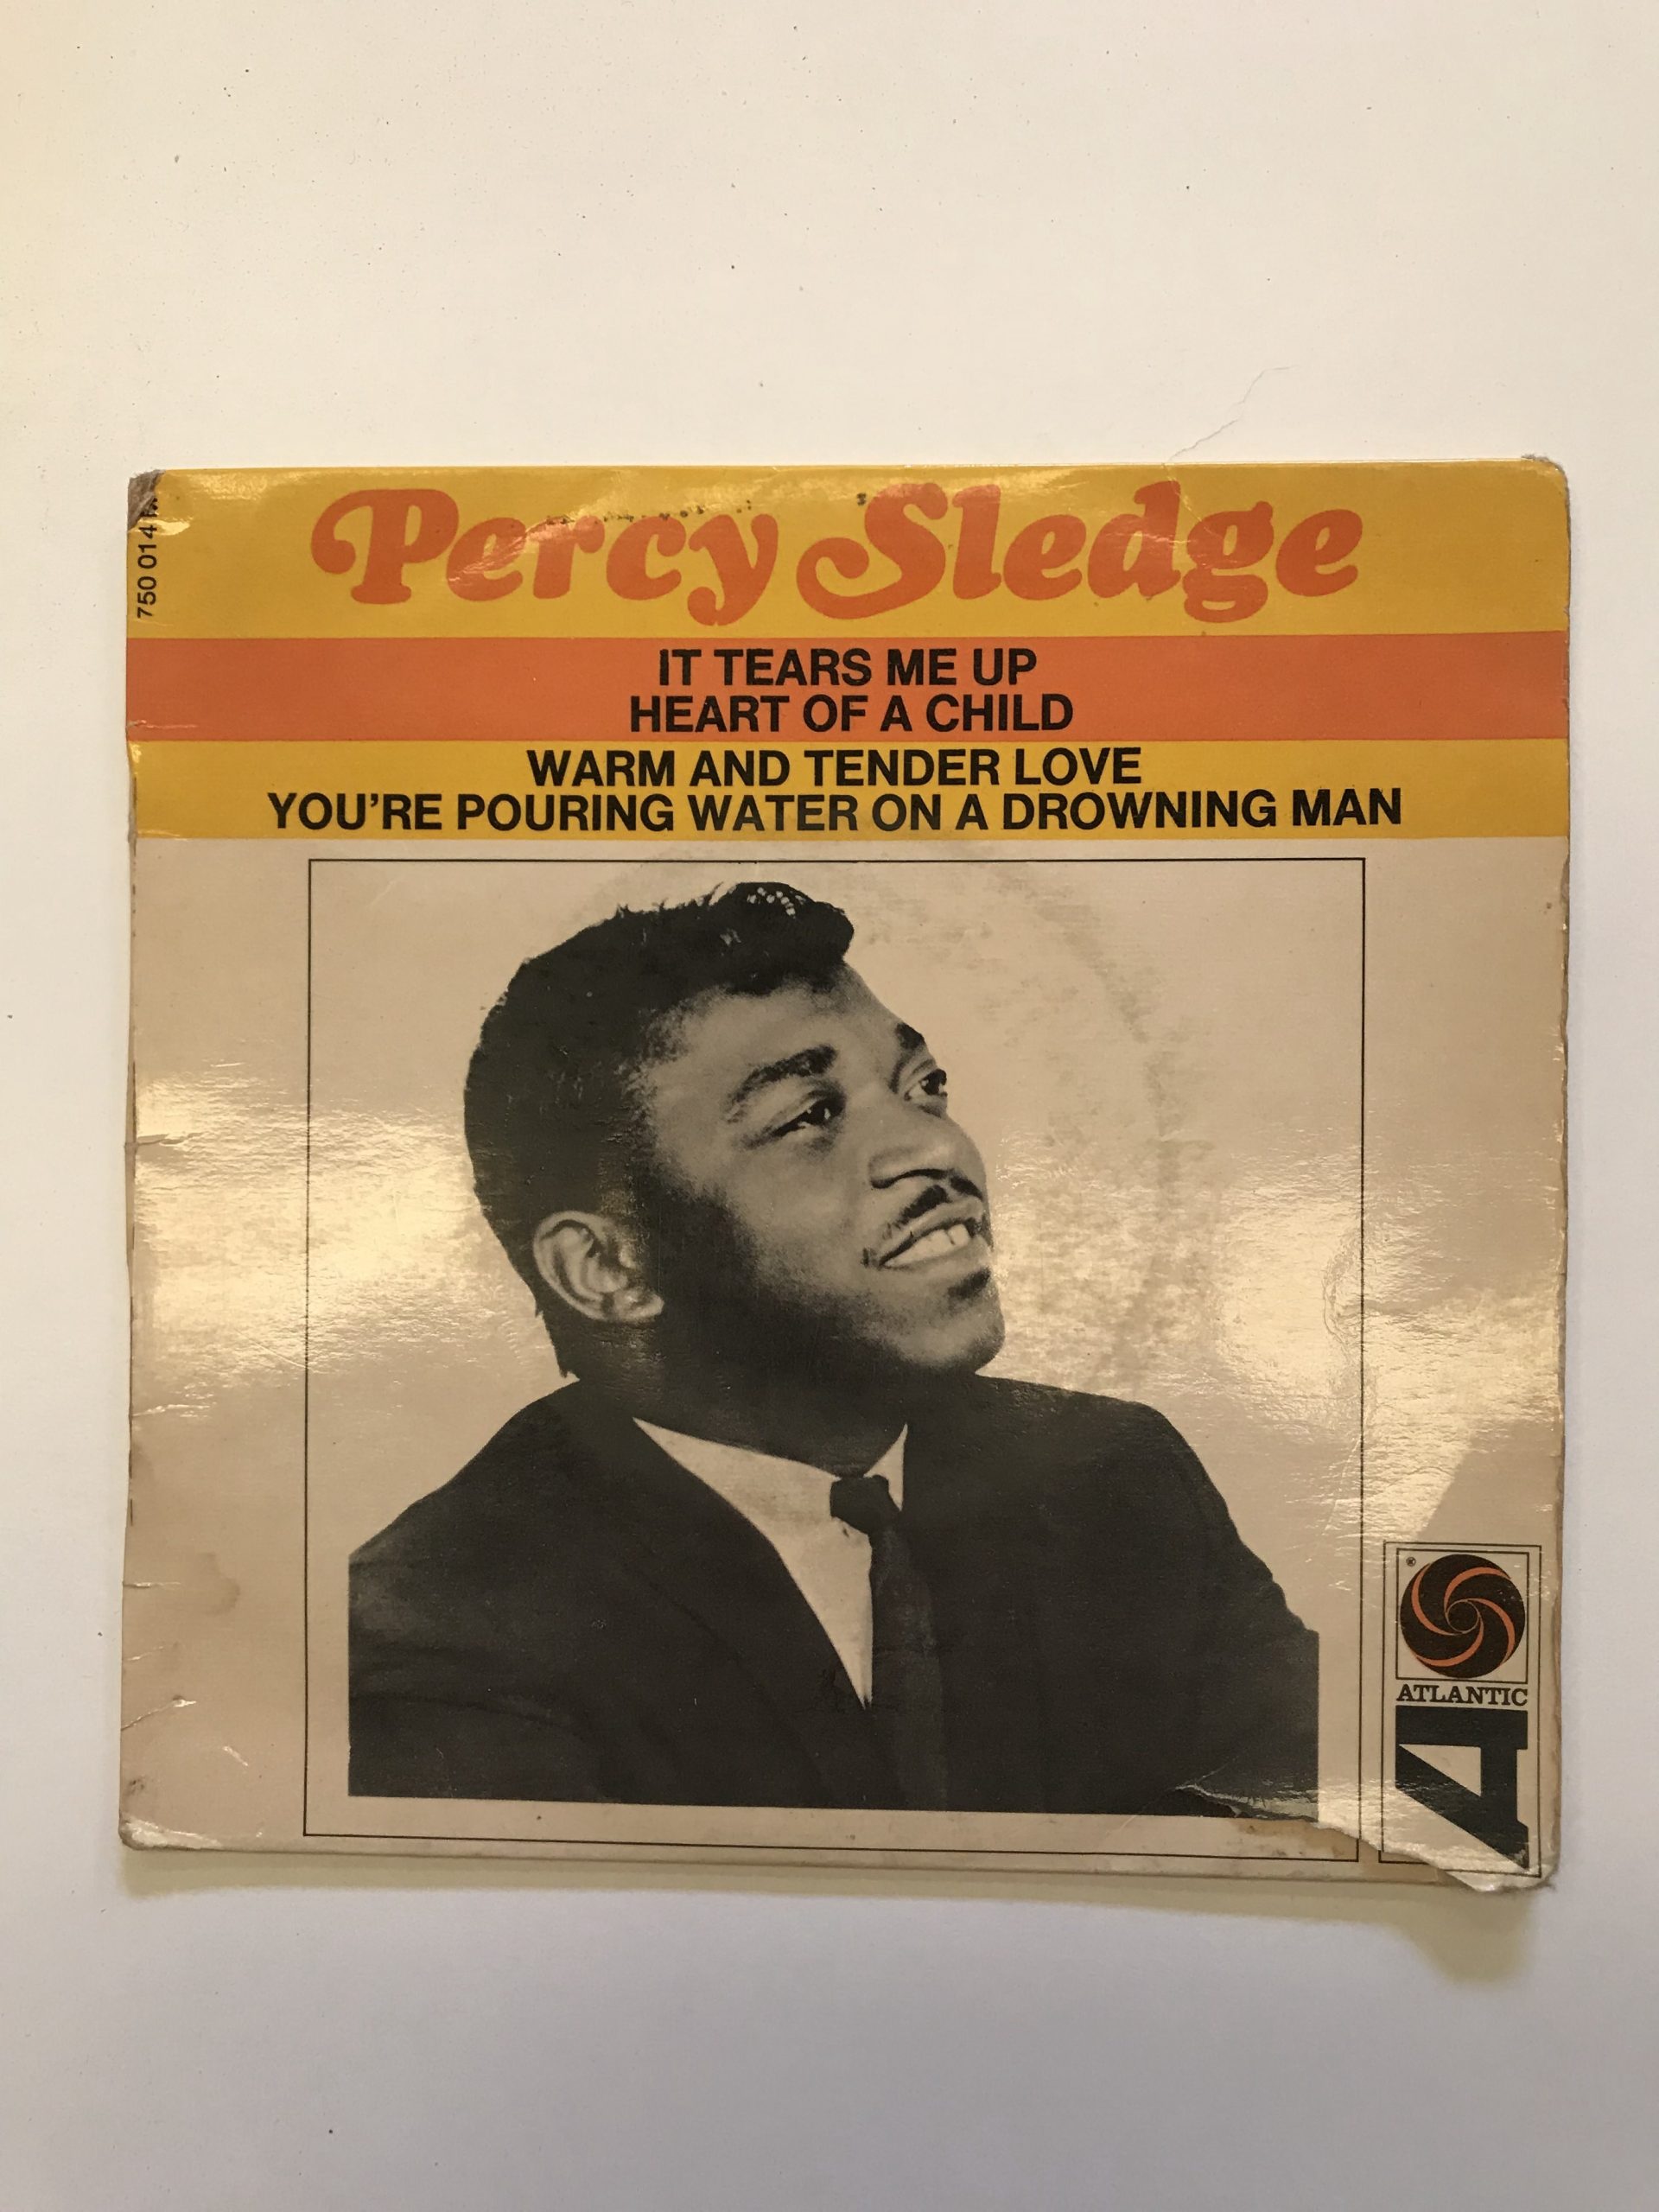 Percy Sledge
750 014
IT TEARS ME UP
HEART OF A CHILD
WARM AND TENDER LOVE
YOU'RE POURING WATER ON A DROWNING MAN
®
ATLANTIC
A